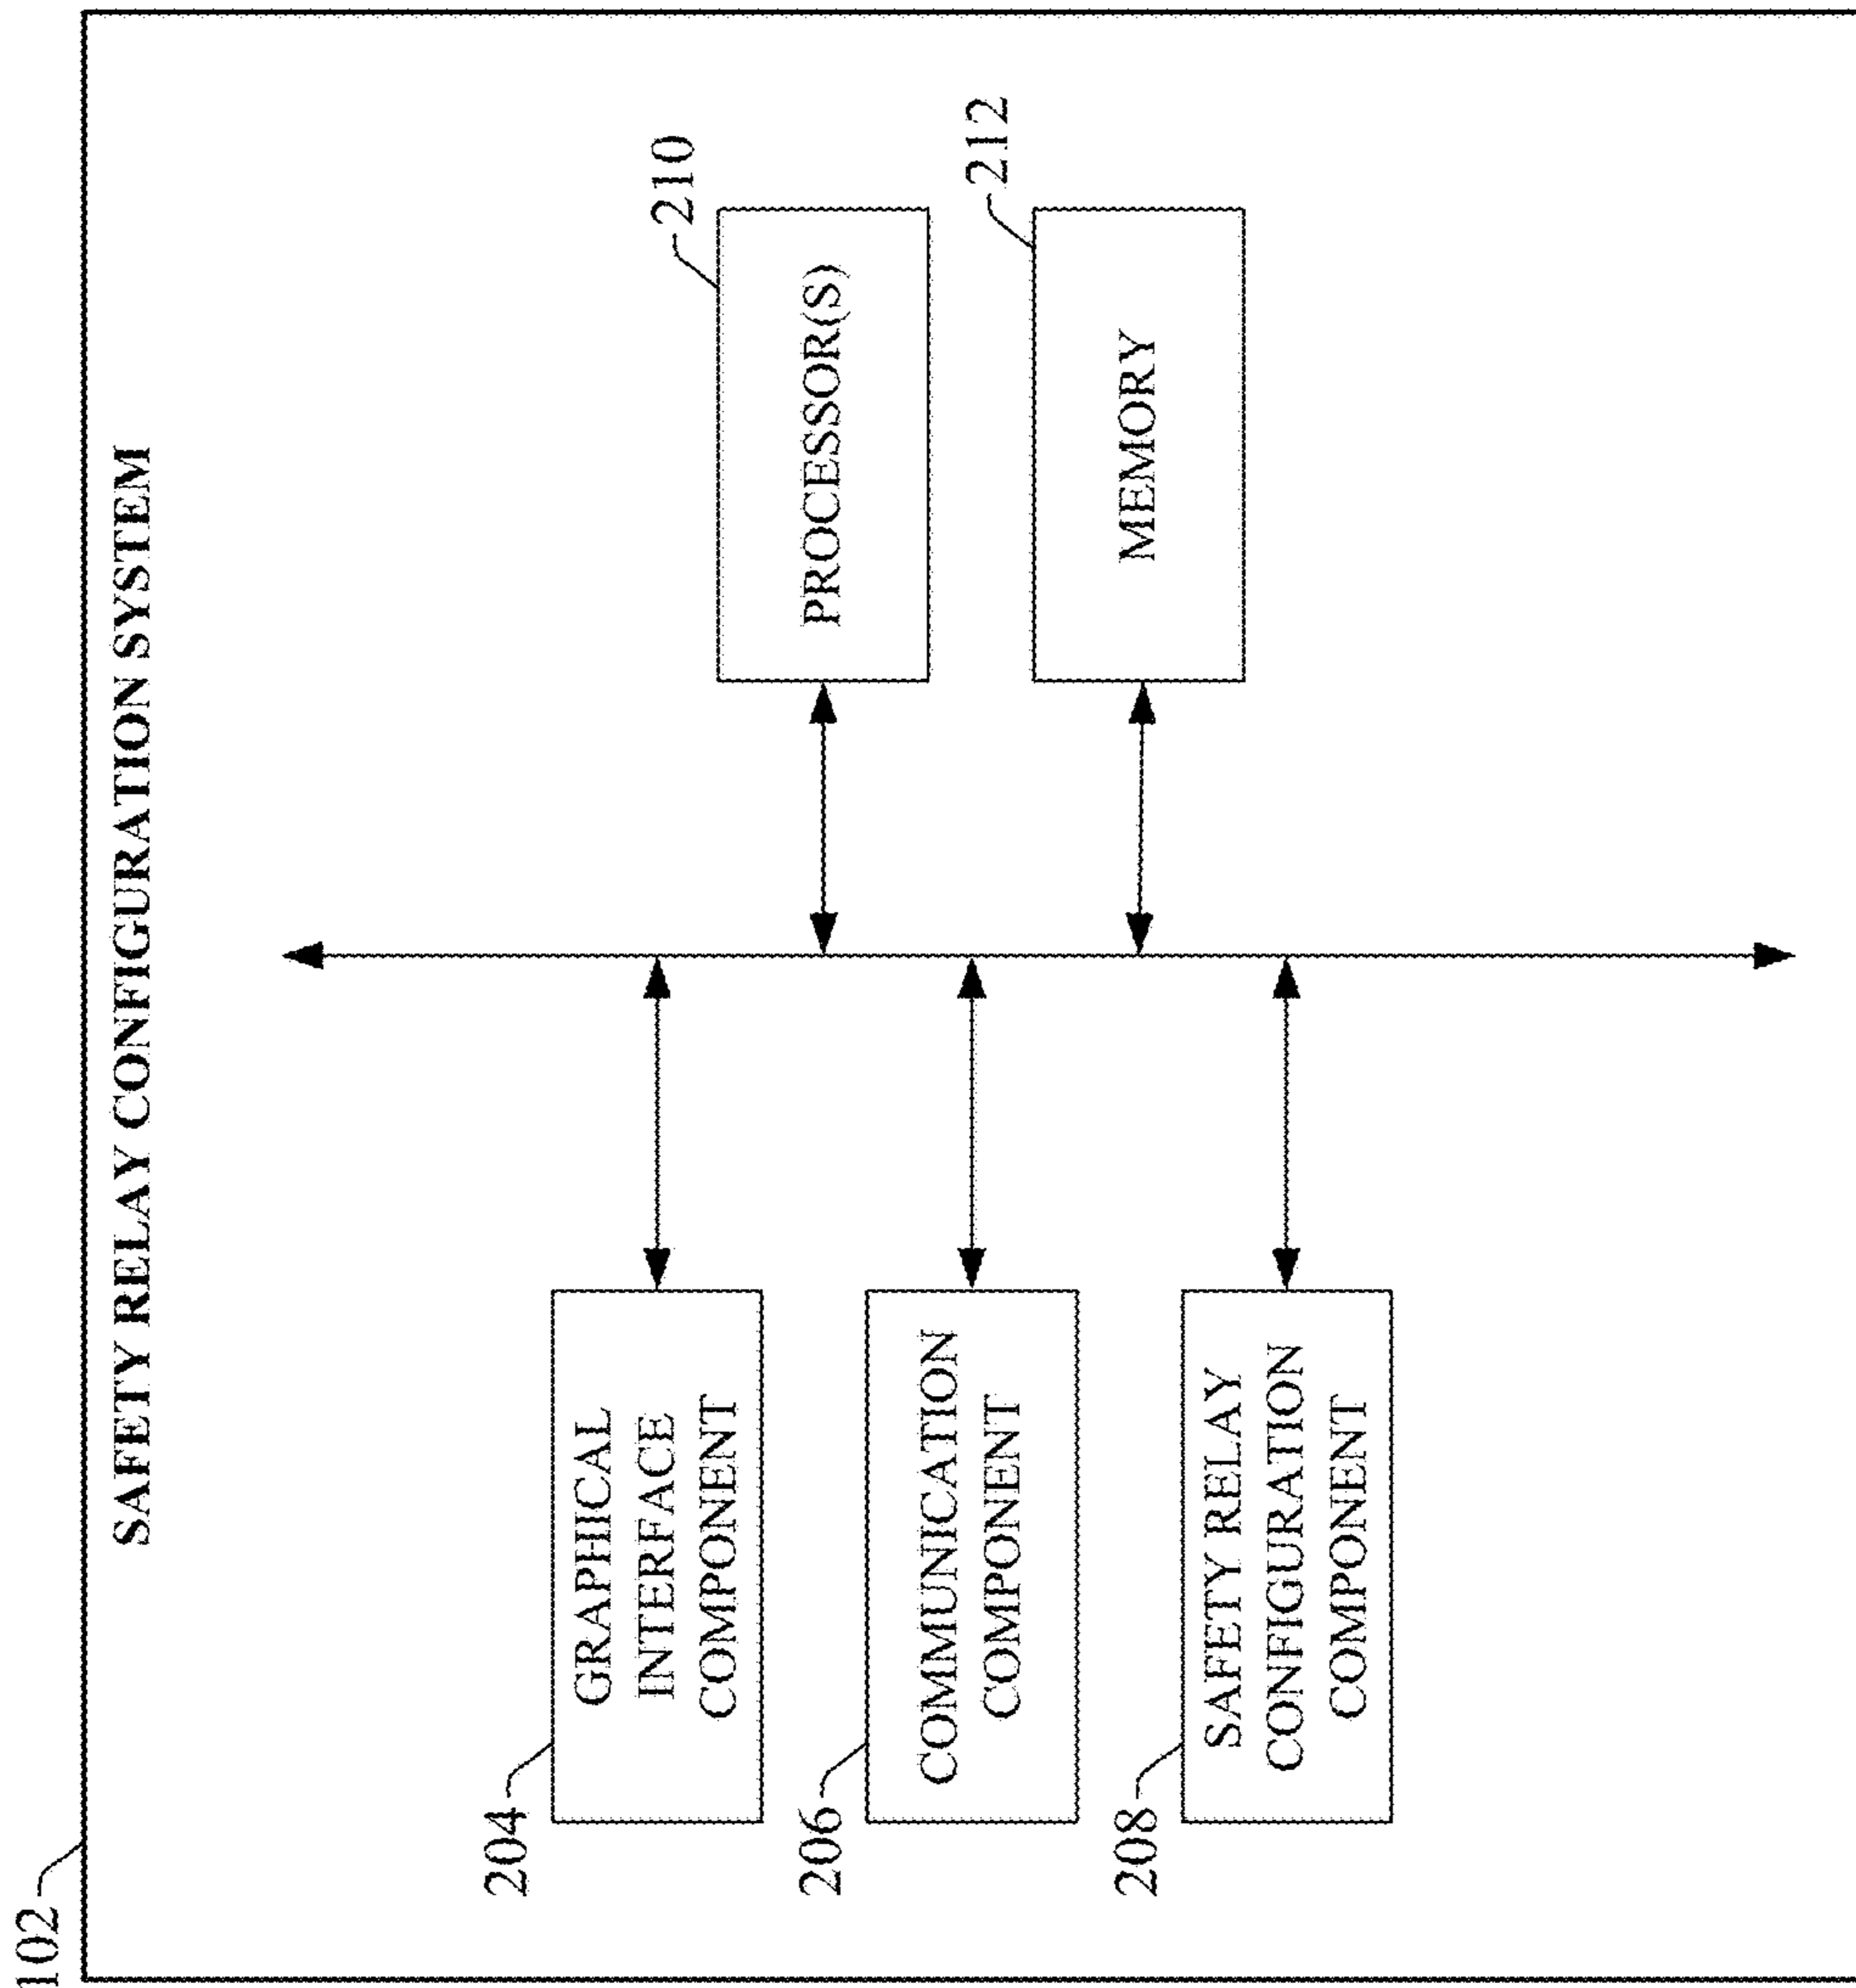 102
SAFETY RELAY CONFIGURATION SYSTEM
204
GRAPHICAL
INTERFACE
COMPONENT
206
COMMUNICATION
COMPONENT
208
SAFETY RELAY
CONFIGURATION
COMPONENT
210
PROCESSOR(S)
212
MEMORY